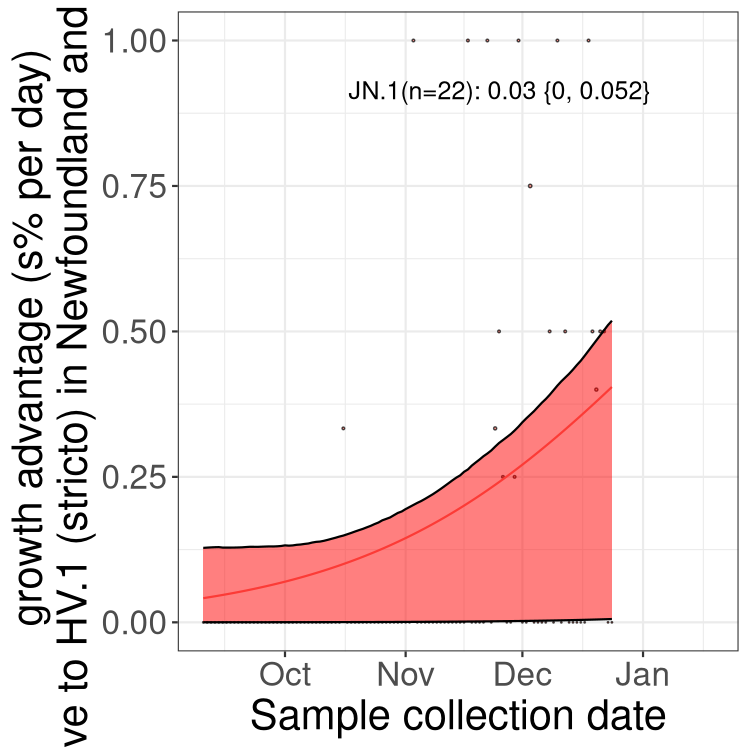 growth advantage (s% per day)
ve to HV.1 (stricto) in Newfoundland and
1.00
0.75
0.50
0.25
0.00
JN.1(n=22): 0.03 {0, 0.052}
Oct Nov Dec Jan
Sample collection date